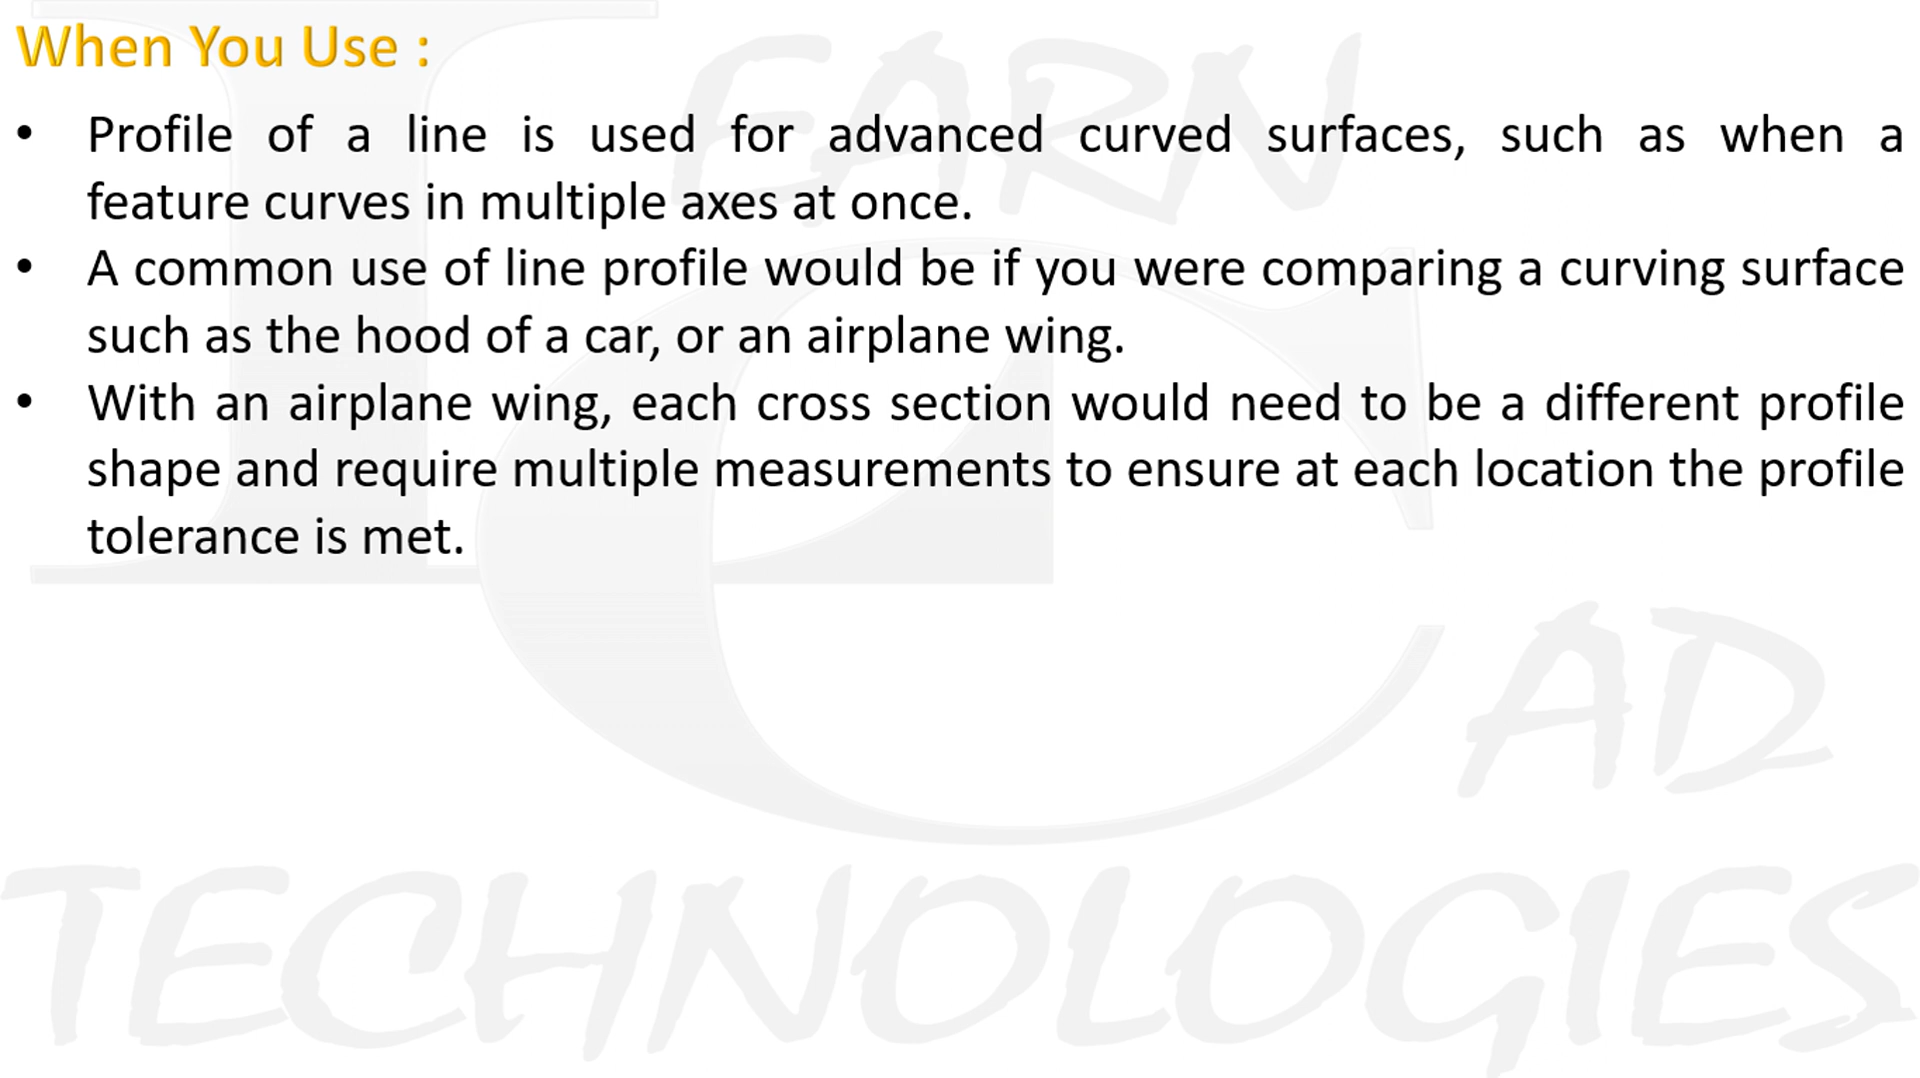 When You Use :
• Profile of a line is used for advanced curved surfaces, such as when a
feature curves in multiple axes at once.
• A common use of line profile would be if you were comparing a curving surface
such as the hood of a car, or an airplane wing.
• With an airplane wing, each cross section would need to be a different profile
shape and require multiple measurements to ensure at each location the profile
tolerance is met.
LEARN
CAD
TECHNOLOGIES